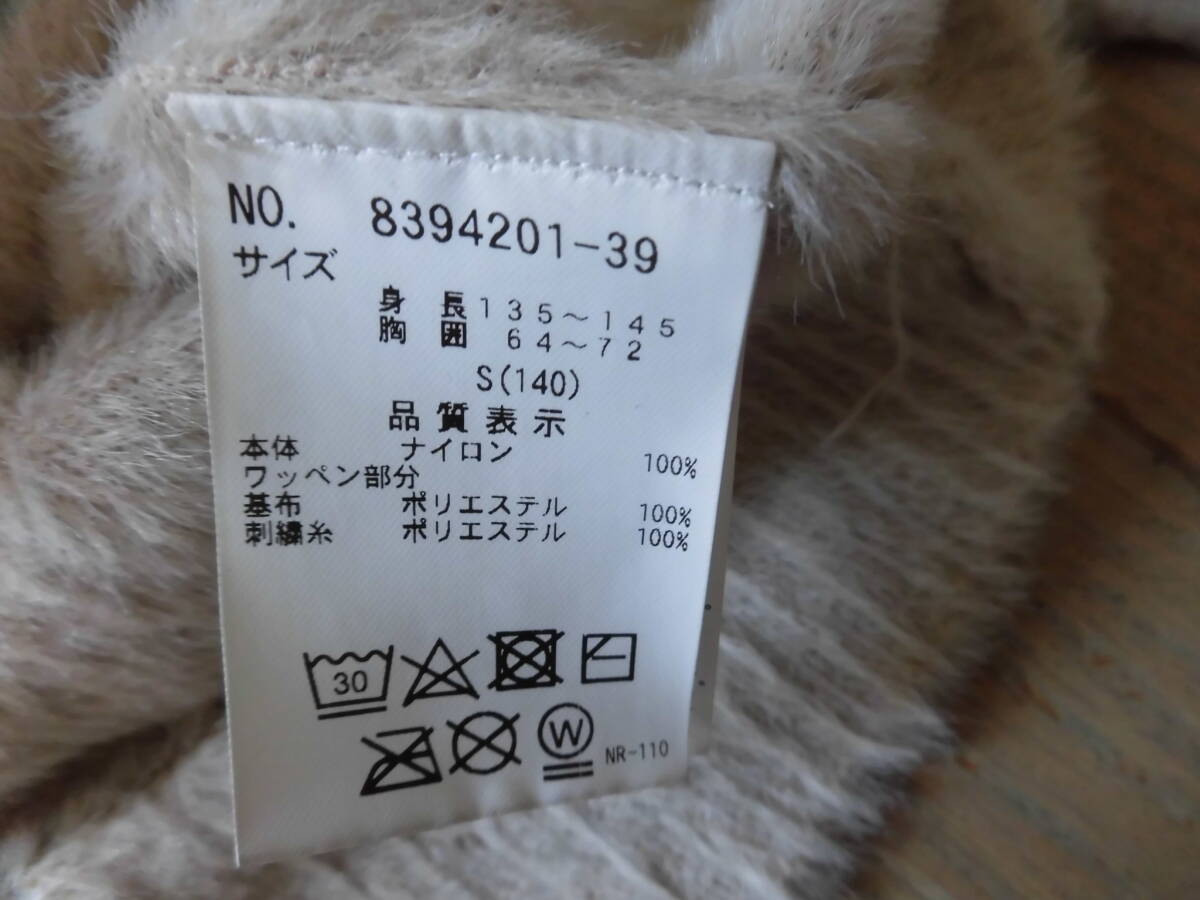 NO. 8394201-39
サイズ
身 長 135～145
胸 囲 64～72
S(140)
品質表示
本体 ナイロン 100%
ワッペン部分
基布 ポリエステル 100%
刺繍糸 ポリエステル 100%
30
W NR-110